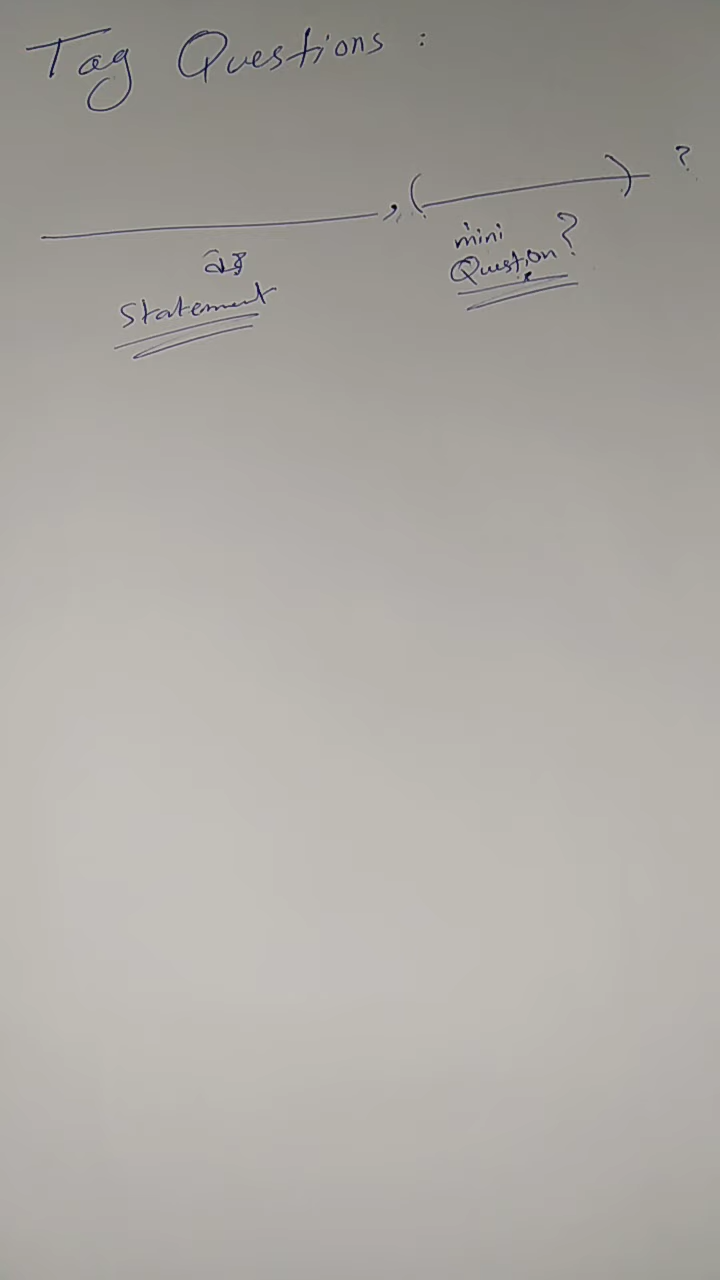 Tag Questions :
, ( ) ?
mini
Question?
Statement